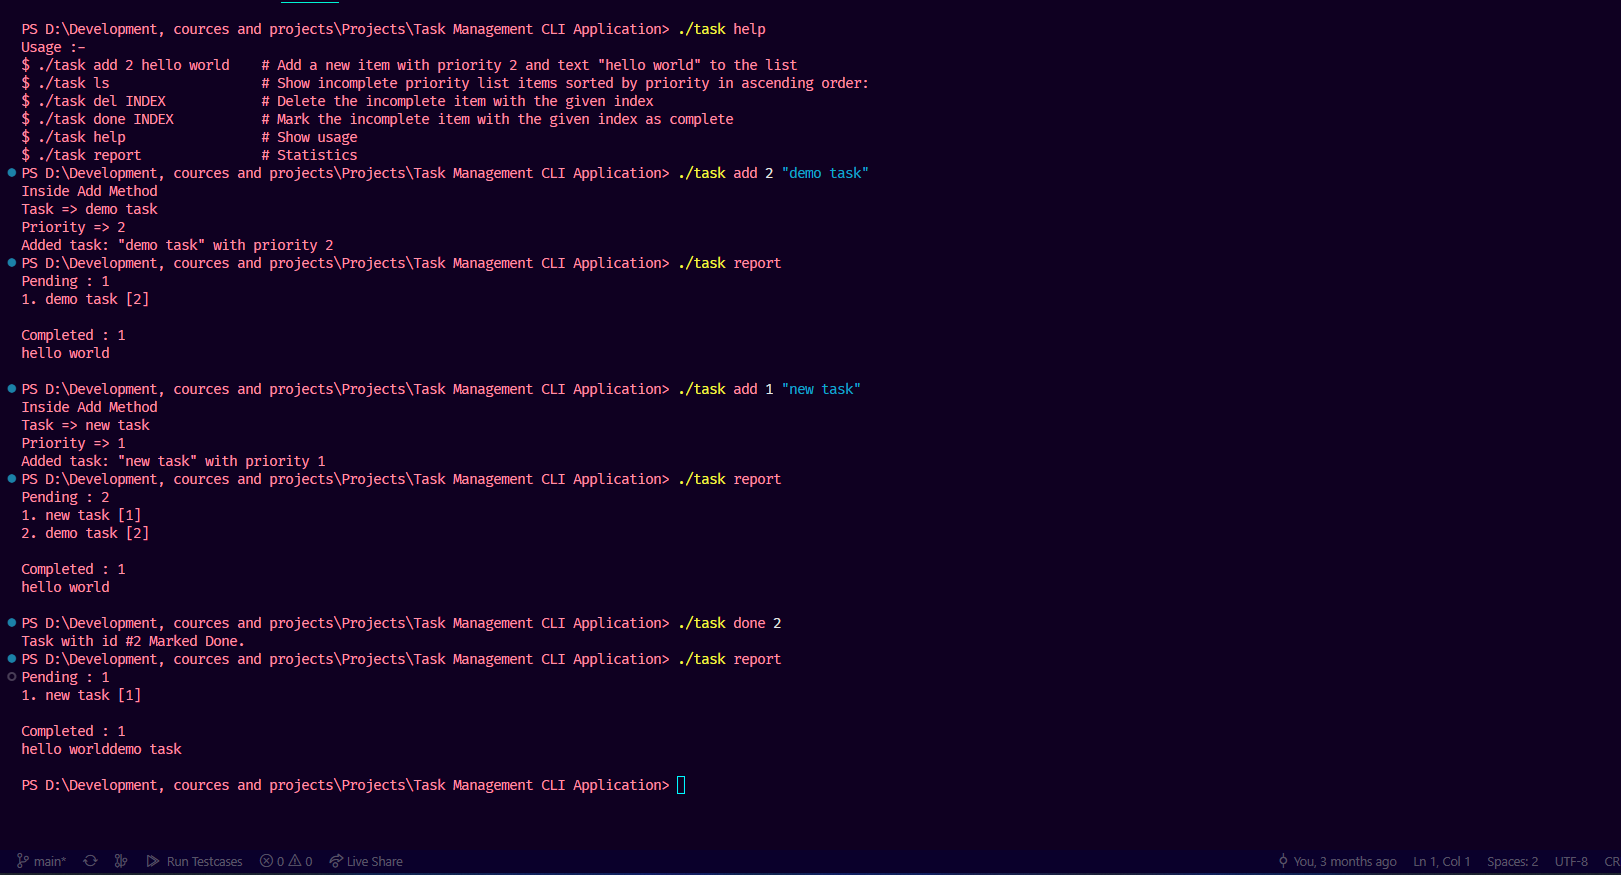 PS D:\Development, cources and projects\Projects\Task Management CLI Application> ./task help
Usage :-
$ ./task add 2 hello world    # Add a new item with priority 2 and text "hello world" to the list
$ ./task ls                   # Show incomplete priority list items sorted by priority in ascending order:
$ ./task del INDEX            # Delete the incomplete item with the given index
$ ./task done INDEX           # Mark the incomplete item with the given index as complete
$ ./task help                 # Show usage
$ ./task report               # Statistics
PS D:\Development, cources and projects\Projects\Task Management CLI Application> ./task add 2 "demo task"
Inside Add Method
Task => demo task
Priority => 2
Added task: "demo task" with priority 2
PS D:\Development, cources and projects\Projects\Task Management CLI Application> ./task report
Pending : 1
1. demo task [2]
Completed : 1
hello world
PS D:\Development, cources and projects\Projects\Task Management CLI Application> ./task add 1 "new task"
Inside Add Method
Task => new task
Priority => 1
Added task: "new task" with priority 1
PS D:\Development, cources and projects\Projects\Task Management CLI Application> ./task report
Pending : 2
1. new task [1]
2. demo task [2]
Completed : 1
hello world
PS D:\Development, cources and projects\Projects\Task Management CLI Application> ./task done 2
Task with id #2 Marked Done.
PS D:\Development, cources and projects\Projects\Task Management CLI Application> ./task report
Pending : 1
1. new task [1]
Completed : 1
hello worlddemo task
PS D:\Development, cources and projects\Projects\Task Management CLI Application>
main* Run Testcases 0 0 Live Share You, 3 months ago Ln 1, Col 1 Spaces: 2 UTF-8 CR